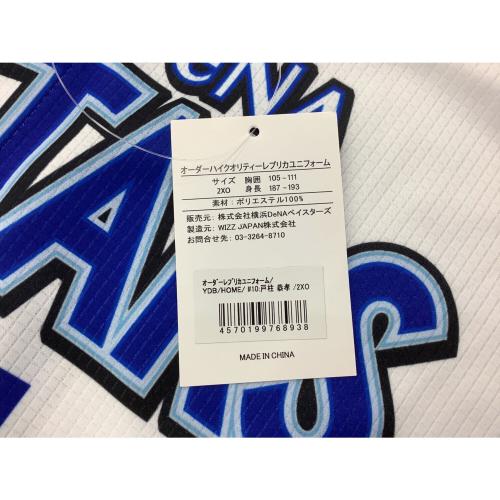 eNA
TARS
オーダーハイクオリティーレプリカユニフォーム
サイズ 胸囲 105-111
2XO 身長 187-193
素材:ポリエステル100%
販売元:株式会社横浜DeNAベイスターズ
製造元:WIZZ JAPAN株式会社
お問合せ先:03-3264-8710
オーダーレプリカユニフォーム/
YDB/HOME/ #10:戸柱 恭孝 /2XO
4570199768938
MADE IN CHINA